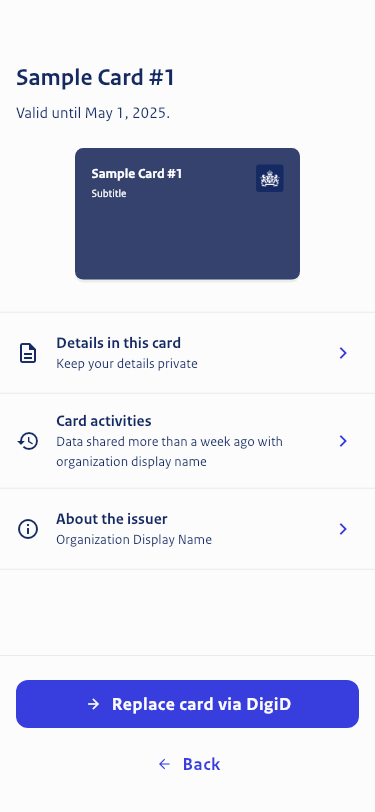 Sample Card #1
Valid until May 1, 2025.
Sample Card #1
Subtitle
Details in this card
Keep your details private
Card activities
Data shared more than a week ago with
organization display name
About the issuer
Organization Display Name
Replace card via DigiD
Back